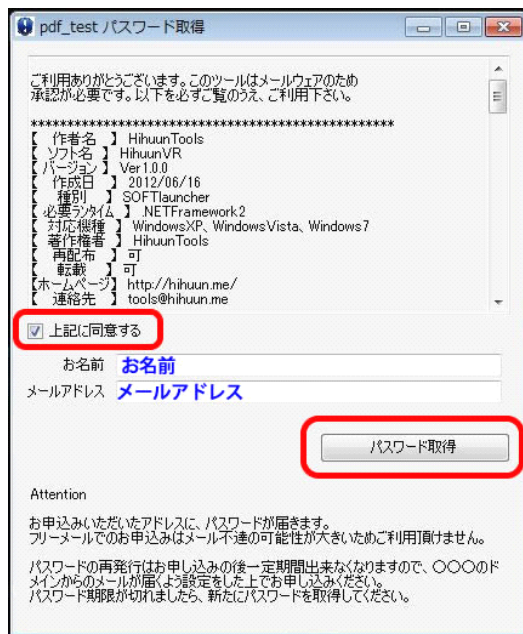 pdf_test パスワード取得
ご利用ありがとうございます。このツールはメールウェアのため
承認が必要です。以下を必ずご覧のうえ、ご利用下さい。
**************************************************
【　作者名　】 HihuunTools
【　ソフト名　】 HihuunVR
【バージョン】 Ver1.0.0
【　作成日　】 2012/06/16
【　種別　】 SOFTlauncher
【必要ランタイム】 .NETFramework2
【　対応機種　】 WindowsXP、WindowsVista、Windows7
【　著作権者　】 HihuunTools
【　再配布　】 可
【　転載　】 可
【ホームページ】 http://hihuun.me/
【　連絡先　】 tools@hihuun.me
上記に同意する
お名前 お名前
メールアドレス メールアドレス
パスワード取得
Attention
お申込みいただいたアドレスに、パスワードが届きます。
フリーメールでのお申込みはメール不達の可能性が大きいためご利用頂けません。
パスワードの再発行はお申し込みの後一定期間出来なくなりますので、〇〇〇のド
メインからのメールが届くよう設定をした上でお申し込みください。
パスワード期限が切れましたら、新たにパスワードを取得してください。